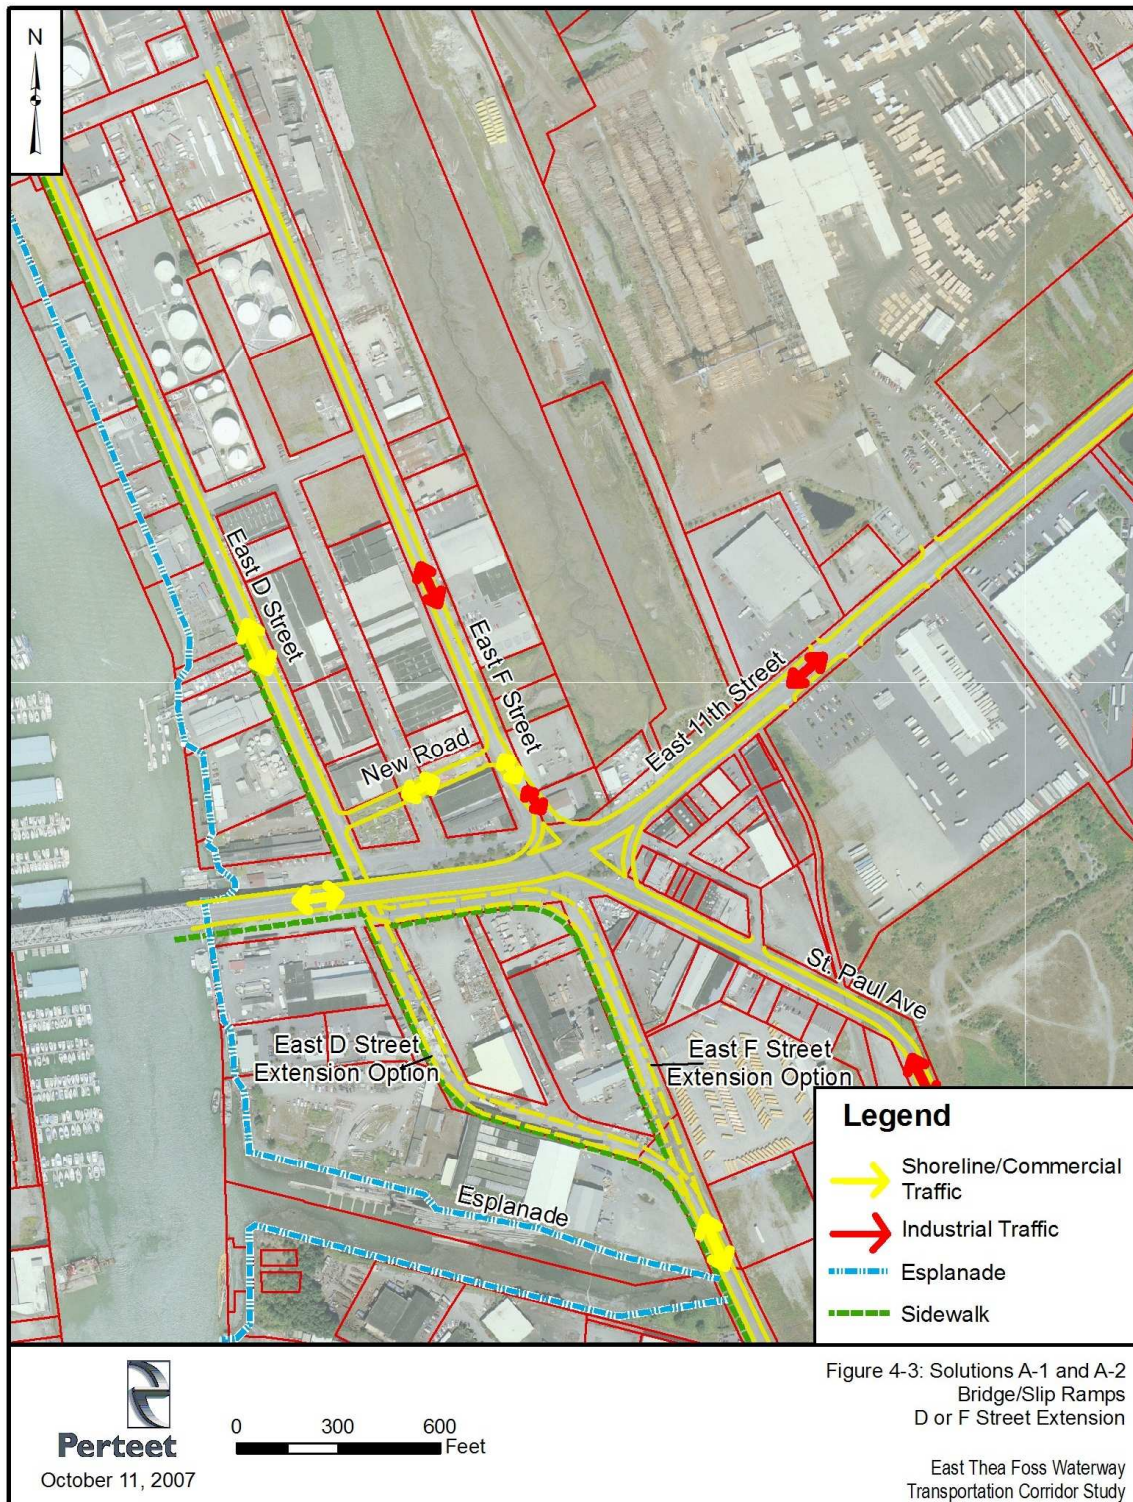 N
East D Street
East F Street
New Road
East 11th Street
St. Paul Ave
East D Street
Extension Option
East F Street
Extension Option
Esplanade
Legend
Shoreline/Commercial
Traffic
Industrial Traffic
Esplanade
Sidewalk
Perteet
October 11, 2007
0 300 600
Feet
Figure 4-3: Solutions A-1 and A-2
Bridge/Slip Ramps
D or F Street Extension
East Thea Foss Waterway
Transportation Corridor Study